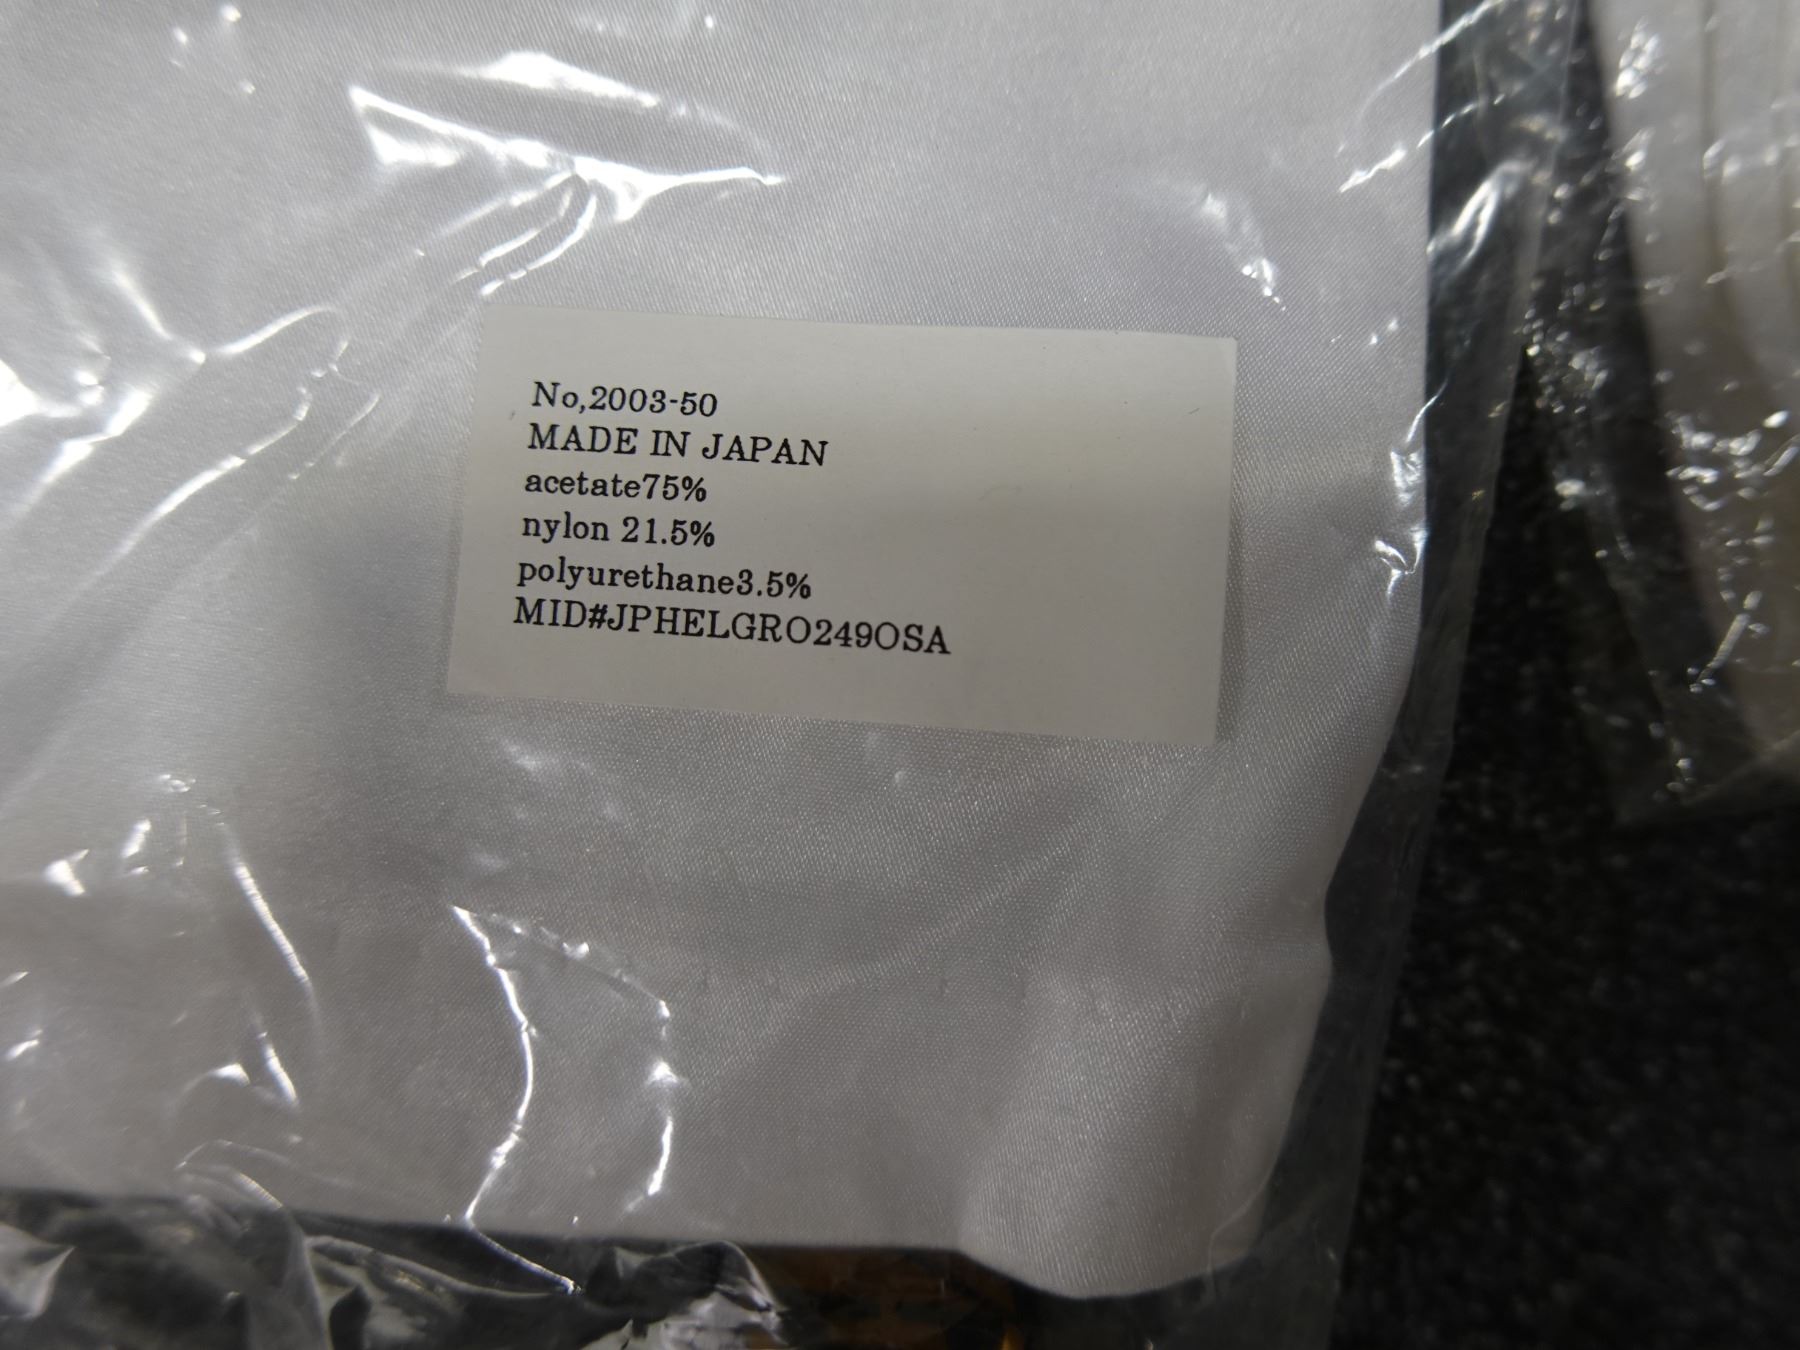 No,2003-50
MADE IN JAPAN
acetate75%
nylon 21.5%
polyurethane3.5%
MID#JPHELGRO249OSA